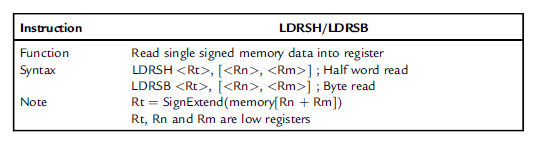 Instruction LDRSH/LDRSB
Function Read single signed memory data into register
Syntax LDRSH <Rt>, [<Rn>, <Rm>] ; Half word read
LDRSB <Rt>, [<Rn>, <Rm>] ; Byte read
Note Rt = SignExtend(memory[Rn + Rm])
Rt, Rn and Rm are low registers